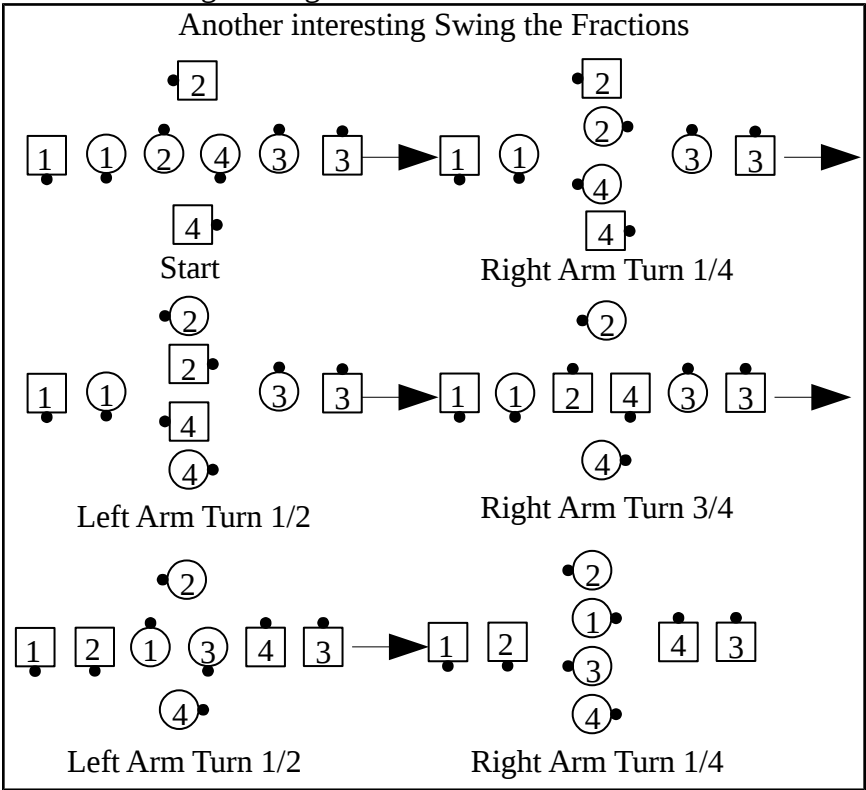 Another interesting Swing the Fractions
2 2
1 1 2 4 3 3 1 1 2 3 3
4
4 4
Start Right Arm Turn 1/4
2 2
2
1 1 3 3 1 1 2 4 3 3
4
4 4
Left Arm Turn 1/2 Right Arm Turn 3/4
2 2
1 2 1 3 4 3 1 2 1 4 3
3
4 4
Left Arm Turn 1/2 Right Arm Turn 1/4